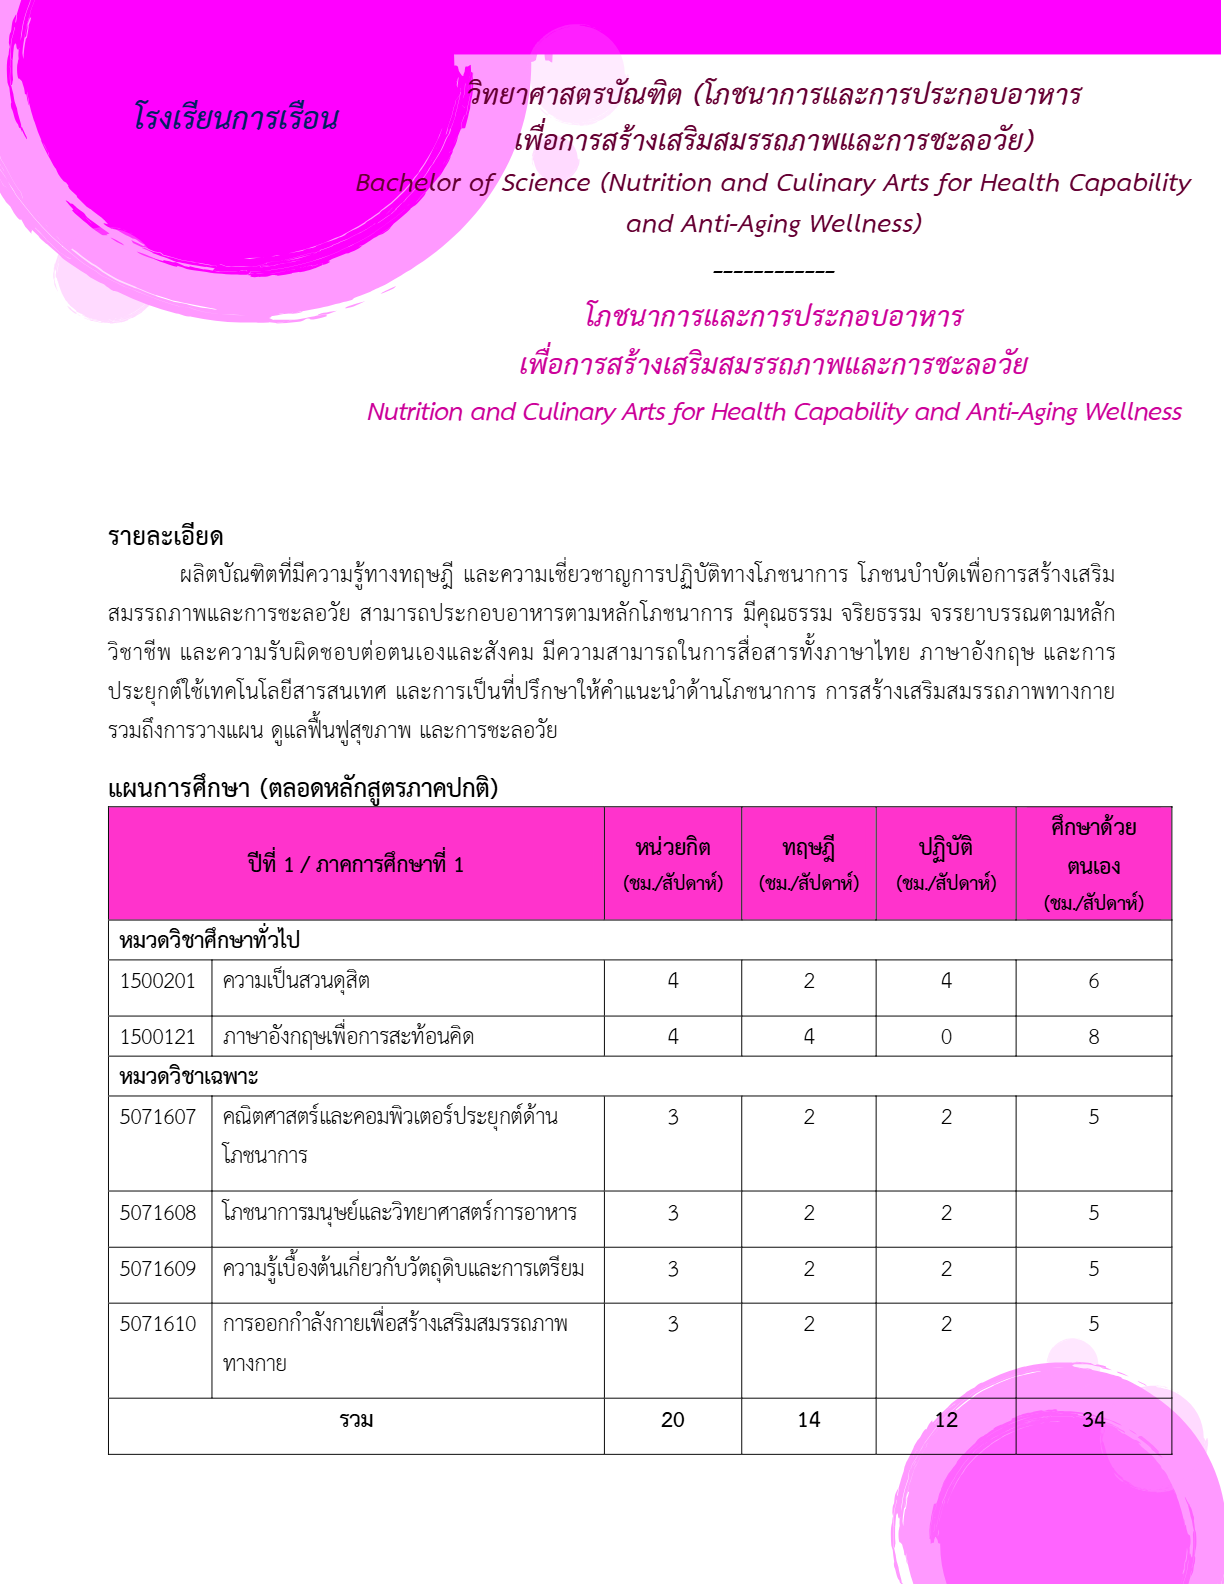 โรงเรียนการเรือน
วิทยาศาสตรบัณฑิต (โภชนาการและการประกอบอาหาร
เพื่อการสร้างเสริมสมรรถภาพและการชะลอวัย)
Bachelor of Science (Nutrition and Culinary Arts for Health Capability
and Anti-Aging Wellness)
------------
โภชนาการและการประกอบอาหาร
เพื่อการสร้างเสริมสมรรถภาพและการชะลอวัย
Nutrition and Culinary Arts for Health Capability and Anti-Aging Wellness
รายละเอียด
ผลิตบัณฑิตที่มีความรู้ทางทฤษฎี และความเชี่ยวชาญการปฏิบัติทางโภชนาการ โภชนบำบัดเพื่อการสร้างเสริม
สมรรถภาพและการชะลอวัย สามารถประกอบอาหารตามหลักโภชนาการ มีคุณธรรม จริยธรรม จรรยาบรรณตามหลัก
วิชาชีพ และความรับผิดชอบต่อตนเองและสังคม มีความสามารถในการสื่อสารทั้งภาษาไทย ภาษาอังกฤษ และการ
ประยุกต์ใช้เทคโนโลยีสารสนเทศ และการเป็นที่ปรึกษาให้คำแนะนำด้านโภชนาการ การสร้างเสริมสมรรถภาพทางกาย
รวมถึงการวางแผน ดูแลฟื้นฟูสุขภาพ และการชะลอวัย
แผนการศึกษา (ตลอดหลักสูตรภาคปกติ)
ปีที่ 1 / ภาคการศึกษาที่ 1 หน่วยกิต (ชม./สัปดาห์) ทฤษฎี (ชม./สัปดาห์) ปฏิบัติ (ชม./สัปดาห์) ศึกษาด้วย ตนเอง (ชม./สัปดาห์)
หมวดวิชาศึกษาทั่วไป
1500201 ความเป็นสวนดุสิต 4 2 4 6
1500121 ภาษาอังกฤษเพื่อการสะท้อนคิด 4 4 0 8
หมวดวิชาเฉพาะ
5071607 คณิตศาสตร์และคอมพิวเตอร์ประยุกต์ด้าน 3 2 2 5
โภชนาการ
5071608 โภชนาการมนุษย์และวิทยาศาสตร์การอาหาร 3 2 2 5
5071609 ความรู้เบื้องต้นเกี่ยวกับวัตถุดิบและการเตรียม 3 2 2 5
5071610 การออกกำลังกายเพื่อสร้างเสริมสมรรถภาพ 3 2 2 5
ทางกาย
รวม 20 14 12 34